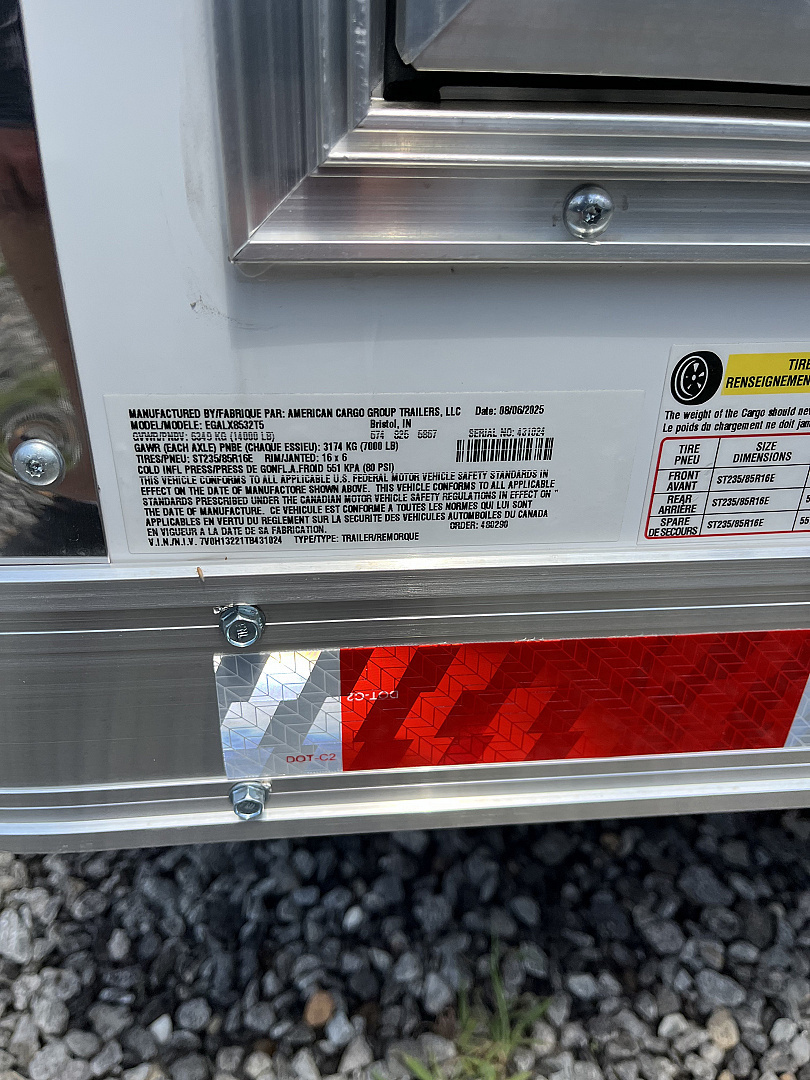 MANUFACTURED BY/FABRIQUE PAR: AMERICAN CARGO GROUP TRAILERS, LLC Date: 08/06/2025
MODEL/MODELE: EGALX8532T5 Bristol, IN
GVWR/PNBV: 6349 KG (14000 LB) 574 825 5857 SERIAL NO: 431024
GAWR (EACH AXLE) PNBE (CHAQUE ESSIEU): 3174 KG (7000 LB)
TIRES/PNEU: ST235/85R16E RIM/JANTED: 16 x 6
COLD INFL PRESS/PRESS DE GONFL.A.FROID 551 KPA (80 PSI)
THIS VEHICLE CONFORMS TO ALL APPLICABLE U.S. FEDERAL MOTOR VEHICLE SAFETY STANDARDS IN
EFFECT ON THE DATE OF MANUFACTORE SHOWN ABOVE. THIS VEHICLE CONFORMS TO ALL APPLICABLE
STANDARDS PRESCRIBED UNDER THE CANADIAN MOTOR VEHICLE SAFETY REGULATIONS IN EFFECT ON "
THE DATE OF MANUFACTURE. CE VEHICULE EST CONFORME A TOUTES LES NORMES QUI LUI SONT
APPLICABLES EN VERTU DU REGLEMENT SUR LA SECURITE DES VEHICULES AUTOMBOILES DU CANADA
EN VIGUEUR A LA DATE DE SA FABRICATION. ORDER: 480290
V.I.N./N.I.V. 7V0H13221TB431024 TYPE/TYPE: TRAILER/REMORQUE
TIRE
RENSEIGNEMEN
The weight of the Cargo should ne
Le poids du chargement ne doit jam
TIRE PNEU SIZE DIMENSIONS
FRONT AVANT ST235/85R16E
REAR ARRIÈRE ST235/85R16E 5
SPARE DE SECOURS ST235/85R16E 55
DOT-C2
DOT-C2